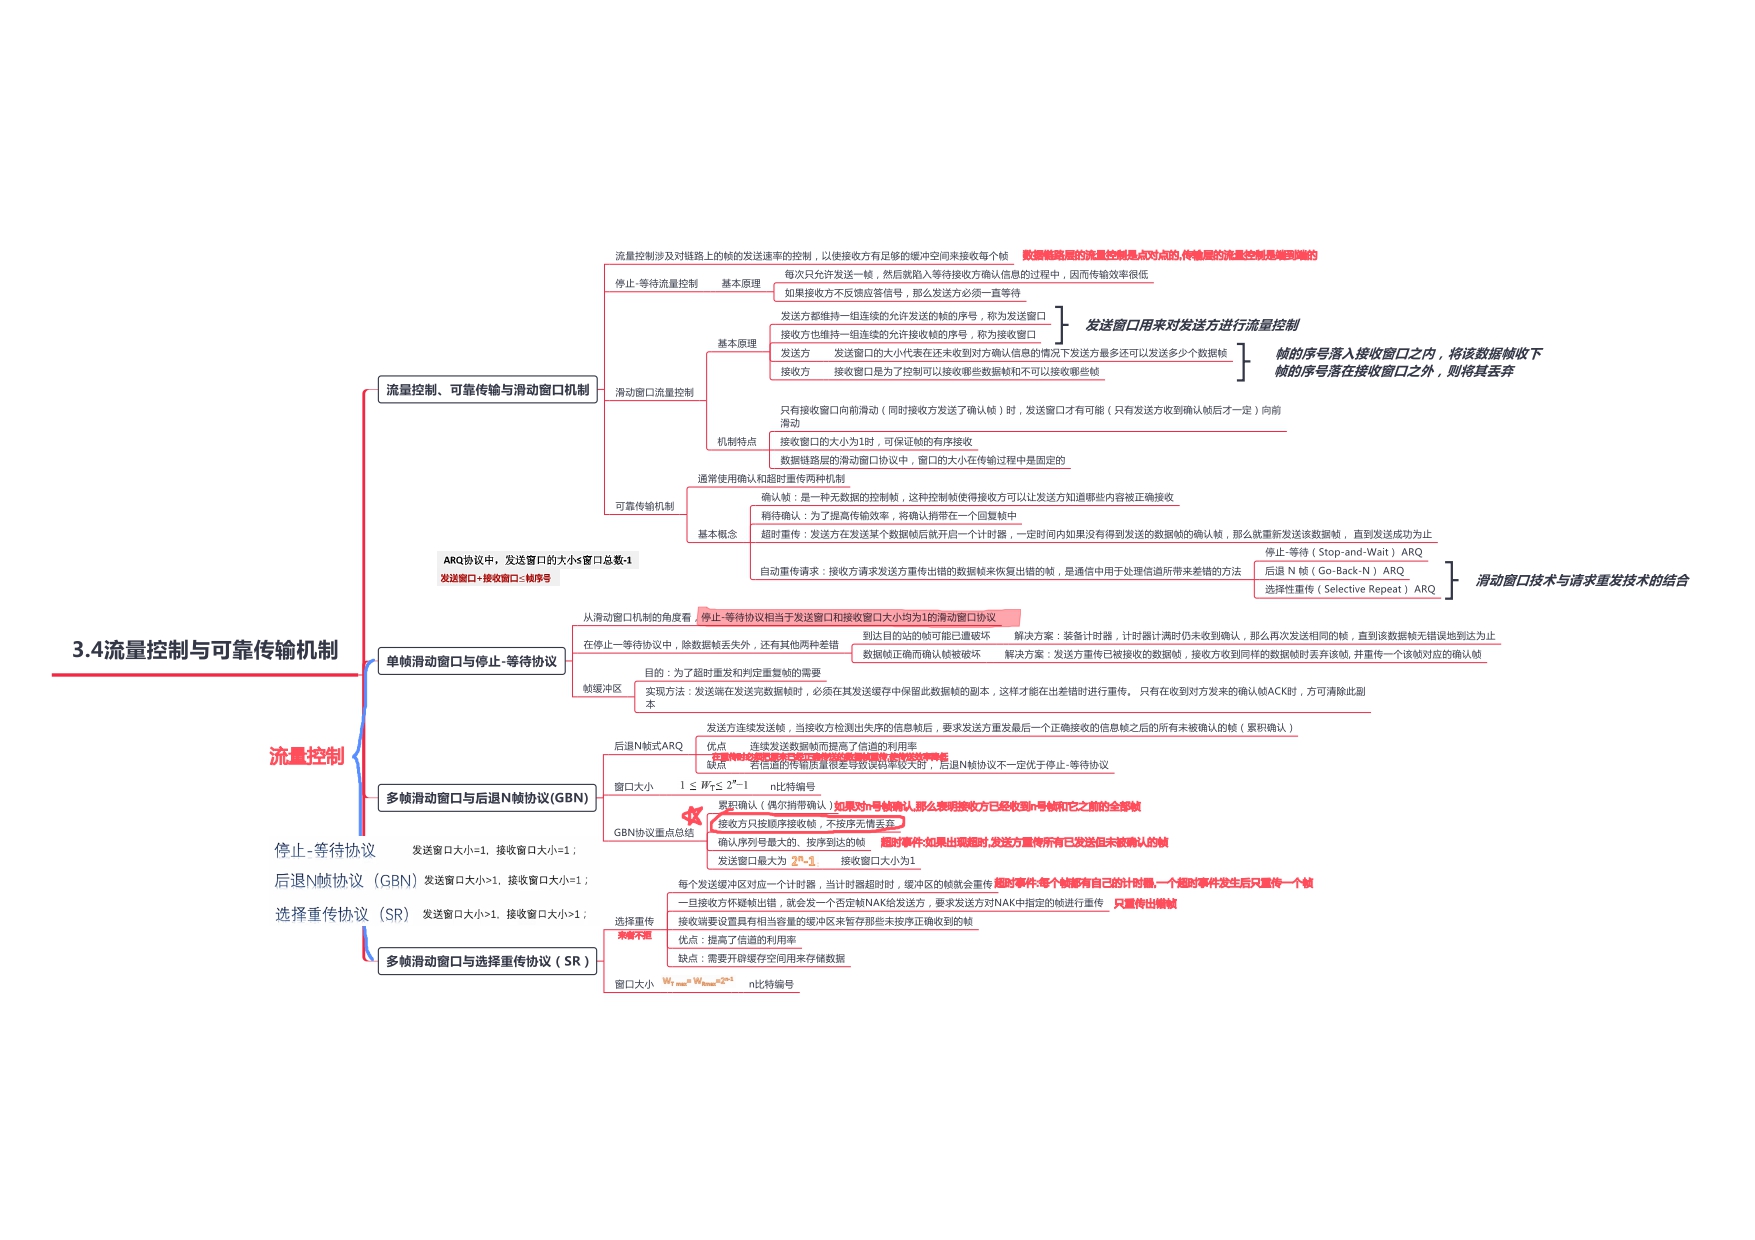 3.4流量控制与可靠传输机制
流量控制、可靠传输与滑动窗口机制
流量控制涉及对链路上的帧的发送速率的控制，以使接收方有足够的缓冲空间来接收每个帧
数据链路层的流量控制是点对点的,传输层的流量控制是端到端的
停止-等待流量控制
基本原理
每次只允许发送一帧，然后就陷入等待接收方确认信息的过程中，因而传输效率很低
如果接收方不反馈应答信号，那么发送方必须一直等待
滑动窗口流量控制
基本原理
发送方都维持一组连续的允许发送的帧的序号，称为发送窗口
接收方也维持一组连续的允许接收帧的序号，称为接收窗口
发送窗口用来对发送方进行流量控制
发送方 发送窗口的大小代表在还未收到对方确认信息的情况下发送方最多还可以发送多少个数据帧
接收方 接收窗口是为了控制可以接收哪些数据帧和不可以接收哪些帧
帧的序号落入接收窗口之内，将该数据帧收下
帧的序号落在接收窗口之外，则将其丢弃
机制特点
只有接收窗口向前滑动（同时接收方发送了确认帧）时，发送窗口才有可能（只有发送方收到确认帧后才一定）向前
滑动
接收窗口的大小为1时，可保证帧的有序接收
数据链路层的滑动窗口协议中，窗口的大小在传输过程中是固定的
可靠传输机制
通常使用确认和超时重传两种机制
基本概念
确认帧：是一种无数据的控制帧，这种控制帧使得接收方可以让发送方知道哪些内容被正确接收
稍待确认：为了提高传输效率，将确认捎带在一个回复帧中
超时重传：发送方在发送某个数据帧后就开启一个计时器，一定时间内如果没有得到发送的数据帧的确认帧，那么就重新发送该数据帧，直到发送成功为止
自动重传请求：接收方请求发送方重传出错的数据帧来恢复出错的帧，是通信中用于处理信道所带来差错的方法
停止-等待（Stop-and-Wait）ARQ
后退 N 帧（Go-Back-N）ARQ
选择性重传（Selective Repeat）ARQ
滑动窗口技术与请求重发技术的结合
ARQ协议中，发送窗口的大小≤窗口总数-1
发送窗口+接收窗口≤帧序号
单帧滑动窗口与停止-等待协议
从滑动窗口机制的角度看，停止-等待协议相当于发送窗口和接收窗口大小均为1的滑动窗口协议
在停止一等待协议中，除数据帧丢失外，还有其他两种差错
到达目的站的帧可能已遭破坏 解决方案：装备计时器，计时器计满时仍未收到确认，那么再次发送相同的帧，直到该数据帧无错误地到达为止
数据帧正确而确认帧被破坏 解决方案：发送方重传已被接收的数据帧，接收方收到同样的数据帧时丢弃该帧, 并重传一个该帧对应的确认帧
帧缓冲区
目的：为了超时重发和判定重复帧的需要
实现方法：发送端在发送完数据帧时，必须在其发送缓存中保留此数据帧的副本，这样才能在出差错时进行重传。 只有在收到对方发来的确认帧ACK时，方可清除此副
本
流量控制
多帧滑动窗口与后退N帧协议(GBN)
后退N帧式ARQ
发送方连续发送帧，当接收方检测出失序的信息帧后，要求发送方重发最后一个正确接收的信息帧之后的所有未被确认的帧（累积确认）
优点 连续发送数据帧而提高了信道的利用率
缺点 若信道的传输质量很差导致误码率较大时，后退N帧协议不一定优于停止-等待协议
窗口大小 1 ≤ W_T ≤ 2^n−1 n比特编号
GBN协议重点总结
累积确认（偶尔捎带确认）如果对n号帧确认,那么表明接收方已经收到n号帧和它之前的全部帧
接收方只按顺序接收帧，不按序无情丢弃
确认序列号最大的、按序到达的帧 超时事件:如果出现超时,发送方重传所有已发送但未被确认的帧
发送窗口最大为 2^n-1 接收窗口大小为1
停止-等待协议 发送窗口大小=1，接收窗口大小=1；
后退N帧协议（GBN） 发送窗口大小>1，接收窗口大小=1；
选择重传协议（SR） 发送窗口大小>1，接收窗口大小>1；
多帧滑动窗口与选择重传协议（SR）
选择重传
来者不拒
每个发送缓冲区对应一个计时器，当计时器超时时，缓冲区的帧就会重传 超时事件:每个帧都有自己的计时器,一个超时事件发生后只重传一个帧
一旦接收方怀疑帧出错，就会发一个否定帧NAK给发送方，要求发送方对NAK中指定的帧进行重传 只重传出错帧
接收端要设置具有相当容量的缓冲区来暂存那些未按序正确收到的帧
优点：提高了信道的利用率
缺点：需要开辟缓存空间用来存储数据
窗口大小 W_T max= W_Rmax=2^n-1 n比特编号